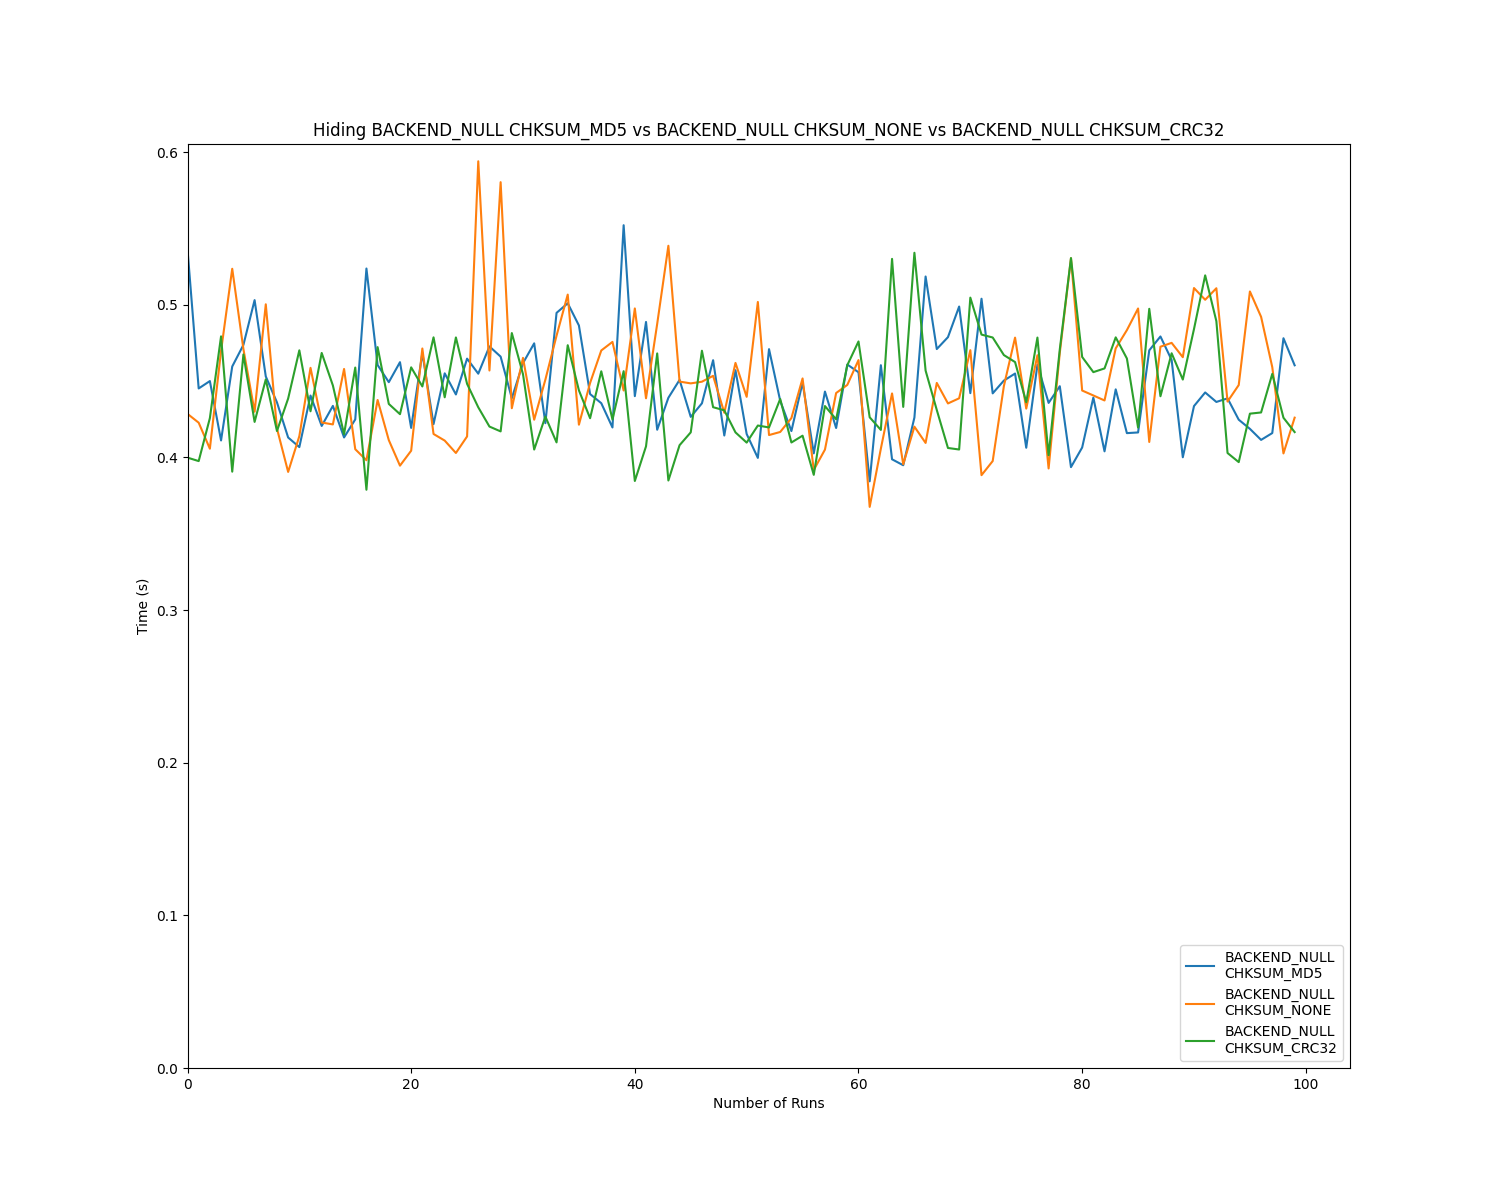 Hiding BACKEND_NULL CHKSUM_MD5 vs BACKEND_NULL CHKSUM_NONE vs BACKEND_NULL CHKSUM_CRC32
0.6
0.5
0.4
0.3
0.2
0.1
0.0
Time (s)
0 20 40 60 80 100
Number of Runs
BACKEND_NULL
CHKSUM_MD5
BACKEND_NULL
CHKSUM_NONE
BACKEND_NULL
CHKSUM_CRC32